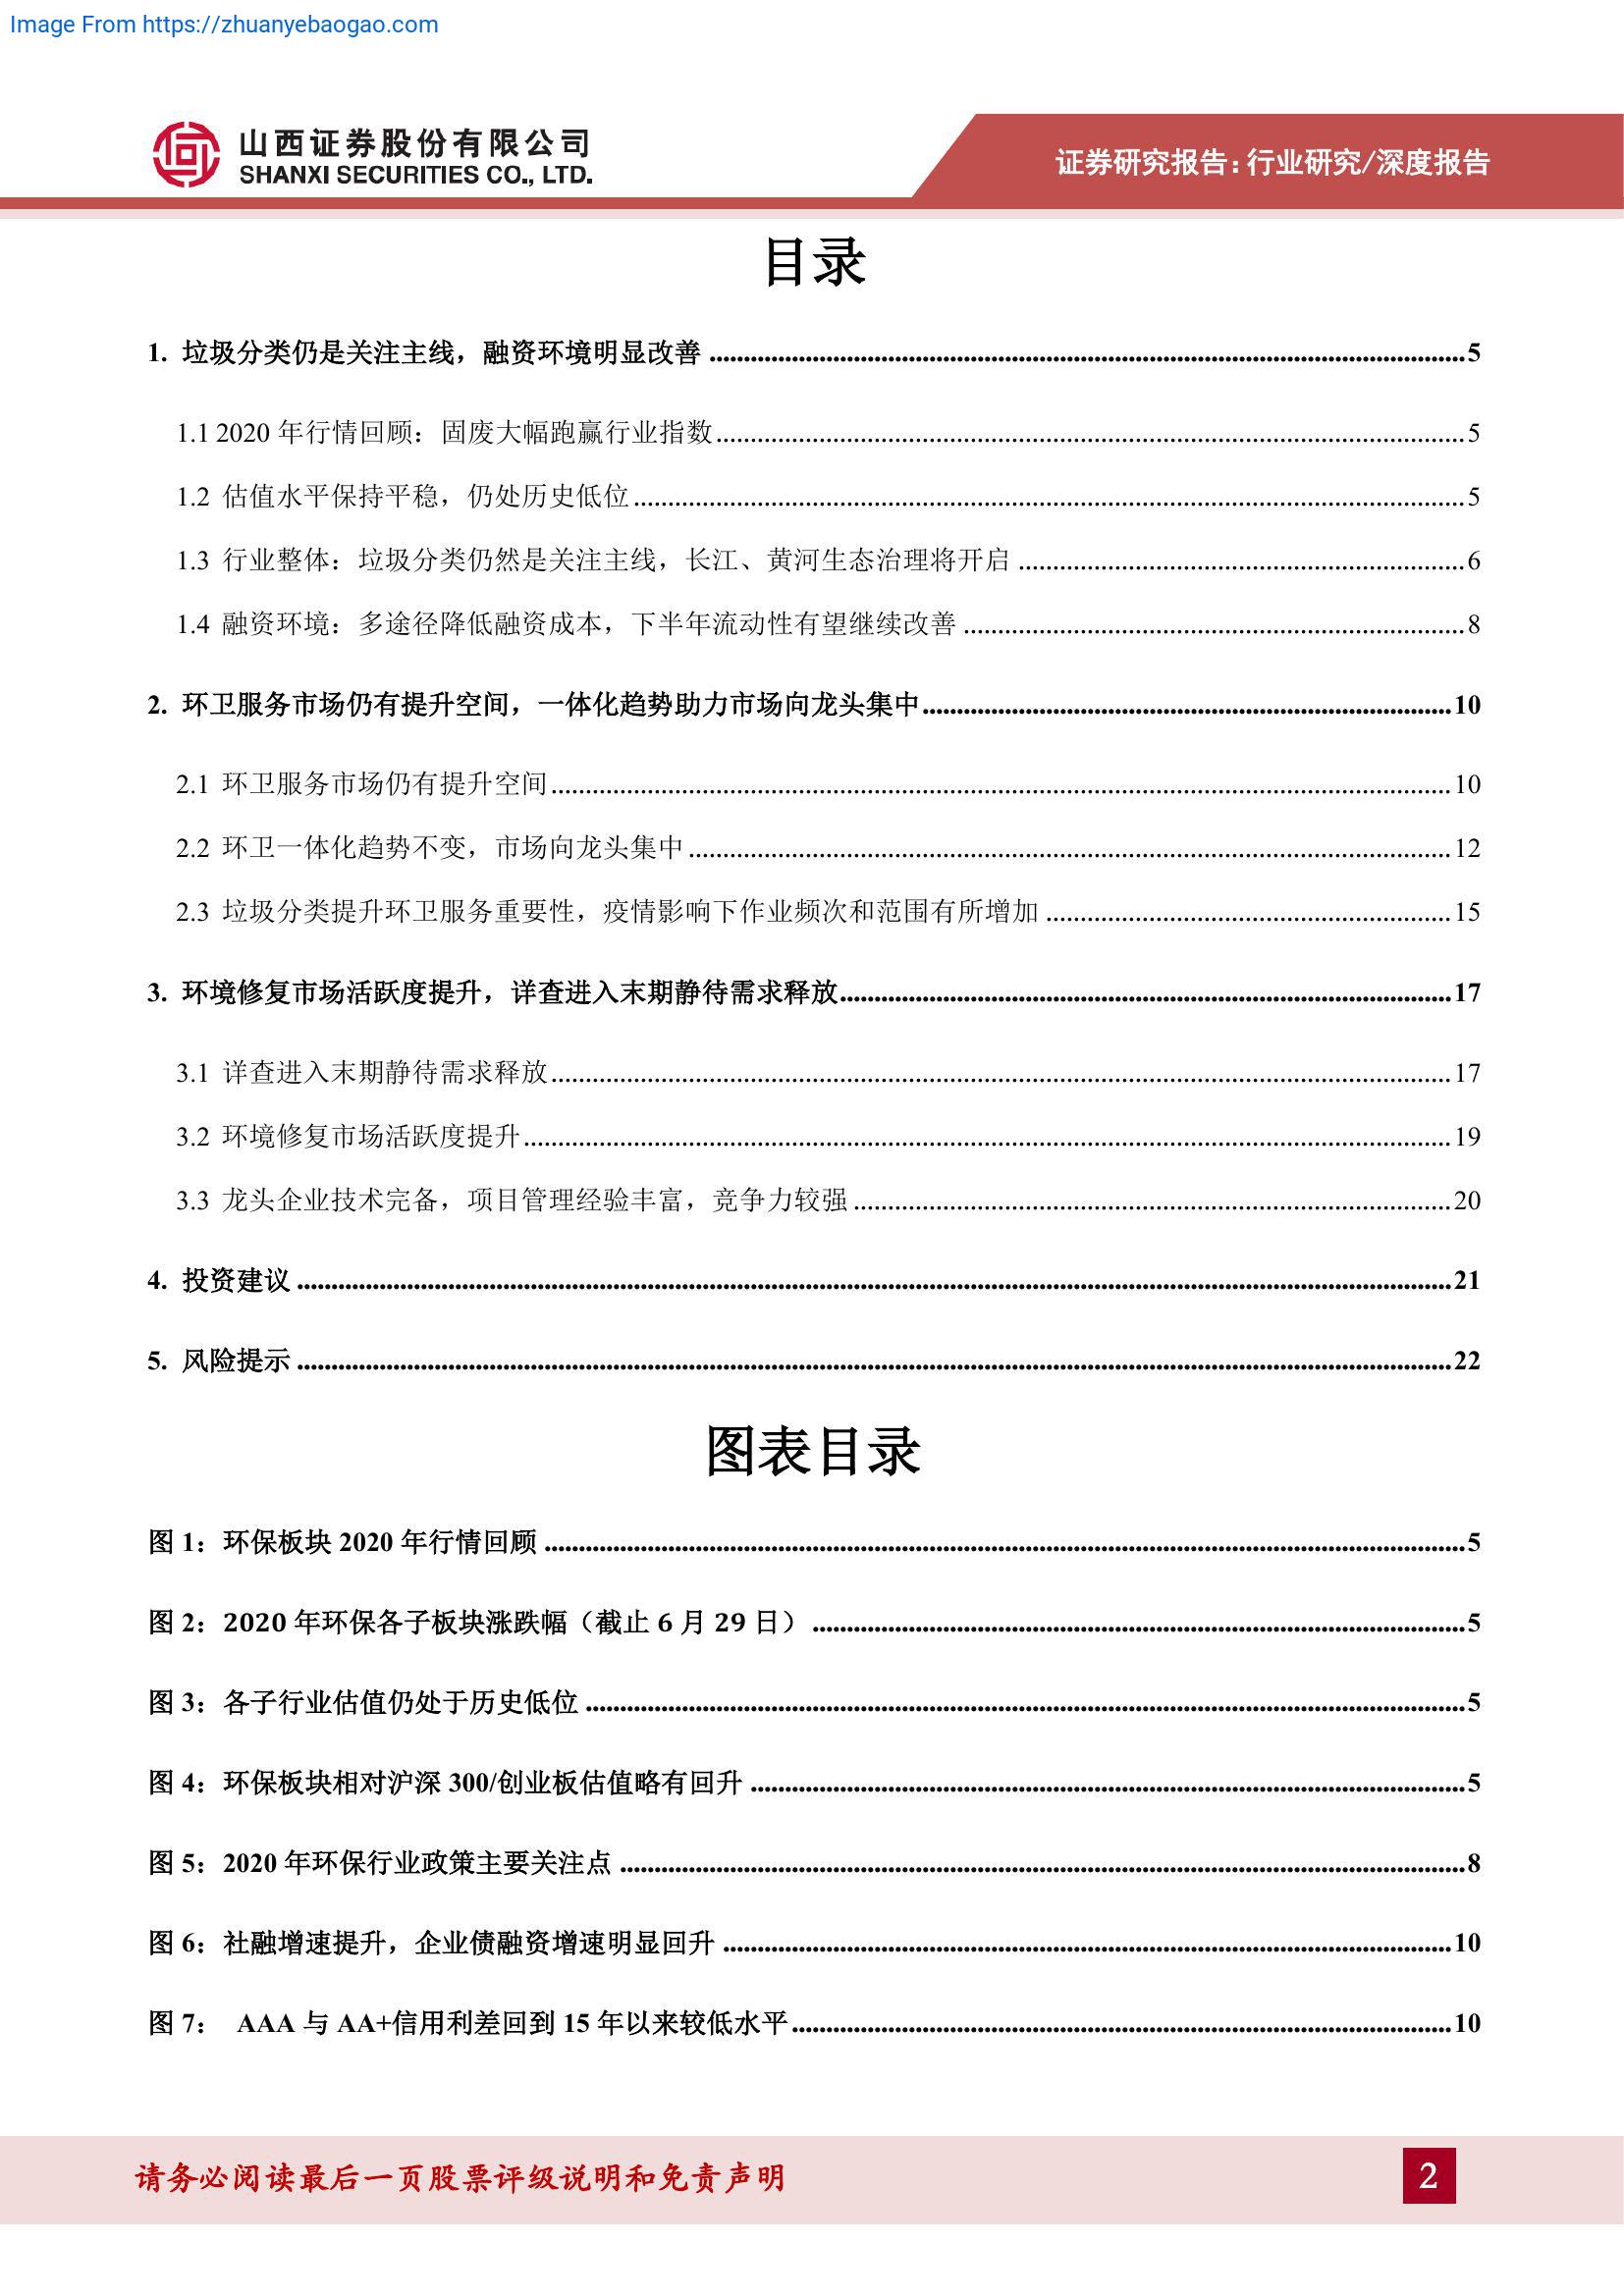 Image From https://zhuanyebaogao.com
山西证券股份有限公司
SHANXI SECURITIES CO., LTD.
证券研究报告:行业研究/深度报告
目录
1. 垃圾分类仍是关注主线，融资环境明显改善 ........ 5
1.1 2020 年行情回顾：固废大幅跑赢行业指数 ........ 5
1.2 估值水平保持平稳，仍处历史低位 ........ 5
1.3 行业整体：垃圾分类仍然是关注主线，长江、黄河生态治理将开启 ........ 6
1.4 融资环境：多途径降低融资成本，下半年流动性有望继续改善 ........ 8
2. 环卫服务市场仍有提升空间，一体化趋势助力市场向龙头集中 ........ 10
2.1 环卫服务市场仍有提升空间 ........ 10
2.2 环卫一体化趋势不变，市场向龙头集中 ........ 12
2.3 垃圾分类提升环卫服务重要性，疫情影响下作业频次和范围有所增加 ........ 15
3. 环境修复市场活跃度提升，详查进入末期静待需求释放 ........ 17
3.1 详查进入末期静待需求释放 ........ 17
3.2 环境修复市场活跃度提升 ........ 19
3.3 龙头企业技术完备，项目管理经验丰富，竞争力较强 ........ 20
4. 投资建议 ........ 21
5. 风险提示 ........ 22
图表目录
图 1：环保板块 2020 年行情回顾 ........ 5
图 2：2020 年环保各子板块涨跌幅（截止 6 月 29 日） ........ 5
图 3：各子行业估值仍处于历史低位 ........ 5
图 4：环保板块相对沪深 300/创业板估值略有回升 ........ 5
图 5：2020 年环保行业政策主要关注点 ........ 8
图 6：社融增速提升，企业债融资增速明显回升 ........ 10
图 7： AAA 与 AA+信用利差回到 15 年以来较低水平 ........ 10
请务必阅读最后一页股票评级说明和免责声明
2